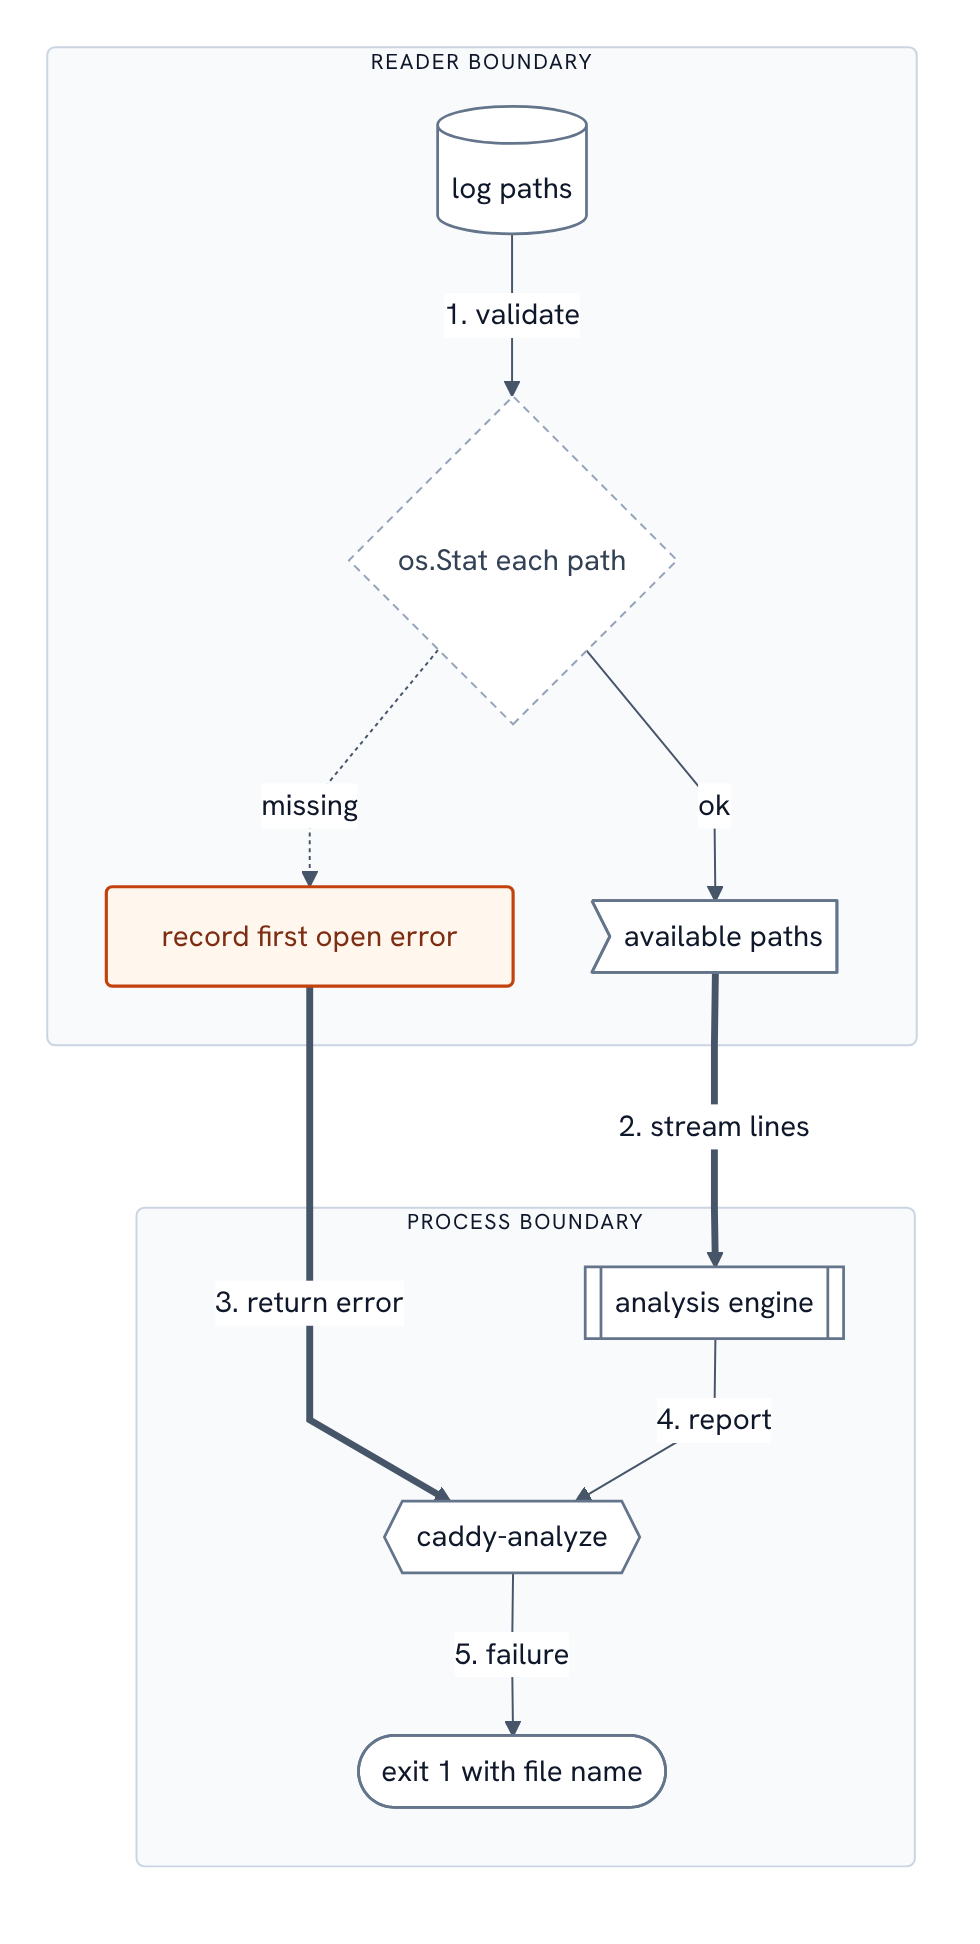 READER BOUNDARY
log paths
1. validate
os.Stat each path
missing
ok
record first open error
available paths
2. stream lines
PROCESS BOUNDARY
3. return error
analysis engine
4. report
caddy-analyze
5. failure
exit 1 with file name